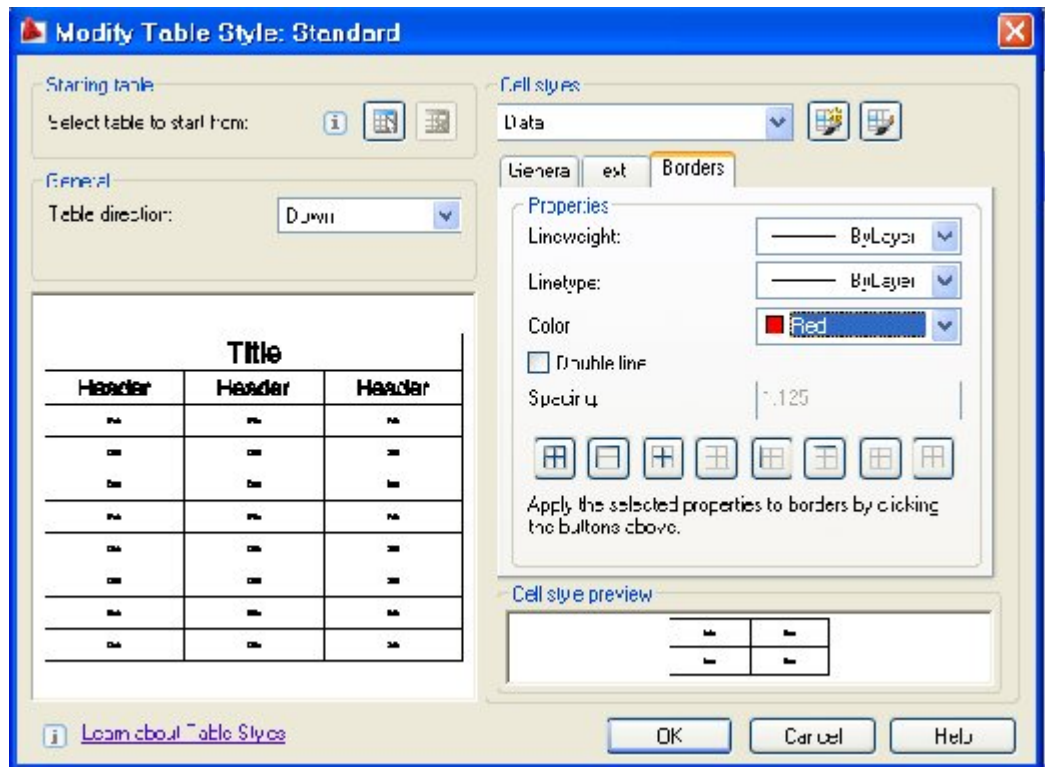 Modify Table Style: Standard
Starting table
Select table to start from:
General
Table direction:
Down
Title
Header Header Header
Learn about Table Styles
Cell styles
Data
General Text Borders
Properties
Lineweight:
ByLayer
Linetype:
ByLayer
Color
Red
Double line
Spacing
1.125
Apply the selected properties to borders by clicking
the buttons above.
Cell style preview
OK Cancel Help